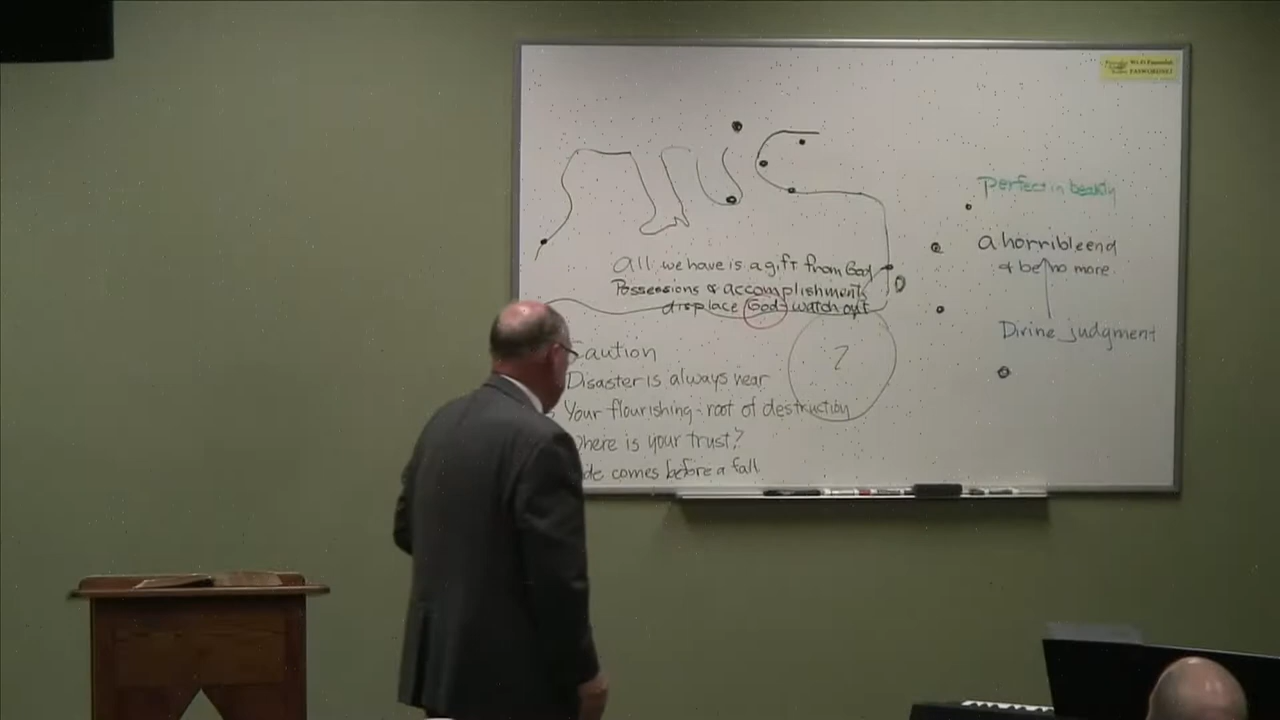 Perfect in beauty
a horrible end
& be no more
Divine judgment
All we have is a gift from God
Possessions & accomplishments
displace God - watch out
?
Caution
Disaster is always near
Your flourishing - root of destruction
Where is your trust?
comes before a fall